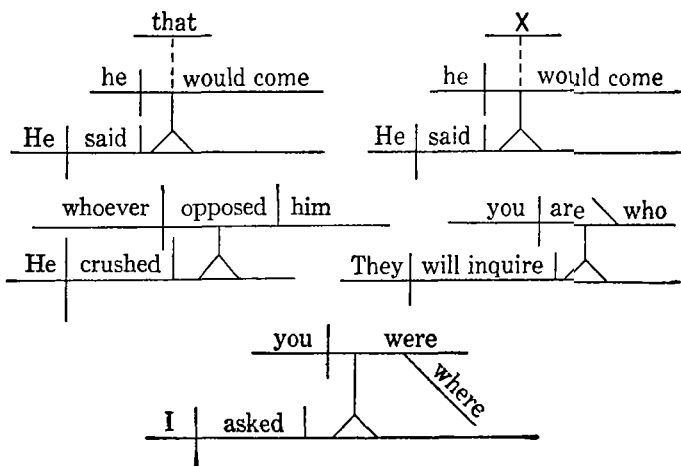 that
he would come
He said
X
he would come
He said
whoever opposed him
He crushed
you are who
They will inquire
you were
where
I asked